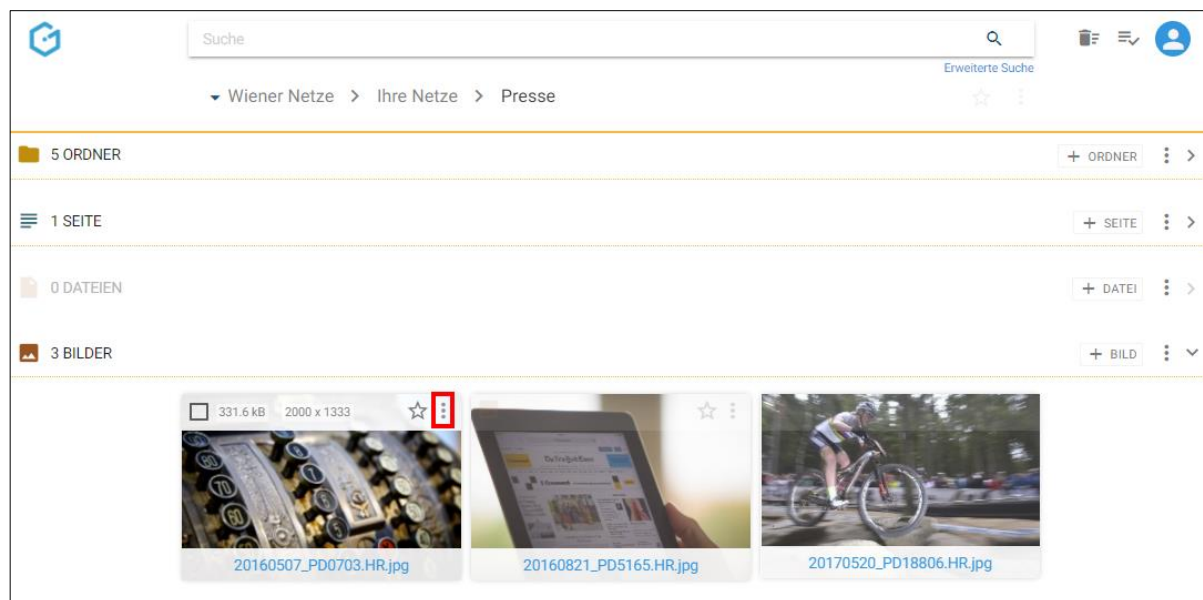 Suche
Erweiterte Suche
Wiener Netze > Ihre Netze > Presse
5 ORDNER
+ ORDNER
1 SEITE
+ SEITE
0 DATEIEN
+ DATEI
3 BILDER
+ BILD
331.6 kB 2000 x 1333
20160507_PD0703.HR.jpg
20160821_PD5165.HR.jpg
20170520_PD18806.HR.jpg